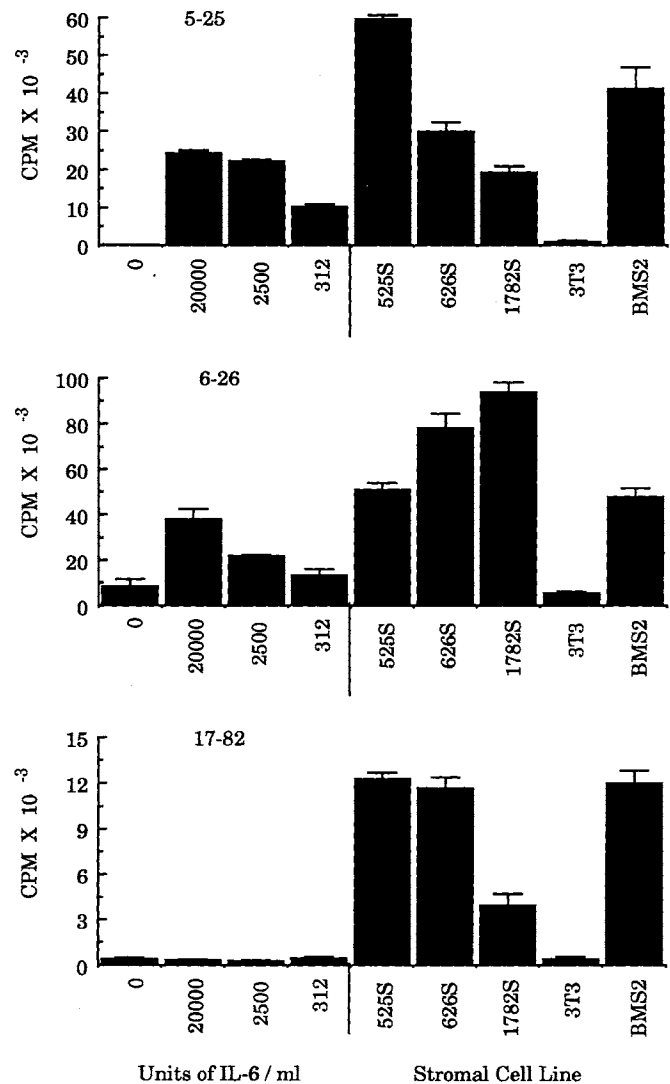 5-25
CPM X 10 -3
60
50
40
30
20
10
0
0
20000
2500
312
525S
626S
1782S
3T3
BMS2
6-26
CPM X 10 -3
100
80
60
40
20
0
0
20000
2500
312
525S
626S
1782S
3T3
BMS2
17-82
CPM X 10 -3
15
12
9
6
3
0
0
20000
2500
312
525S
626S
1782S
3T3
BMS2
Units of IL-6 / ml
Stromal Cell Line